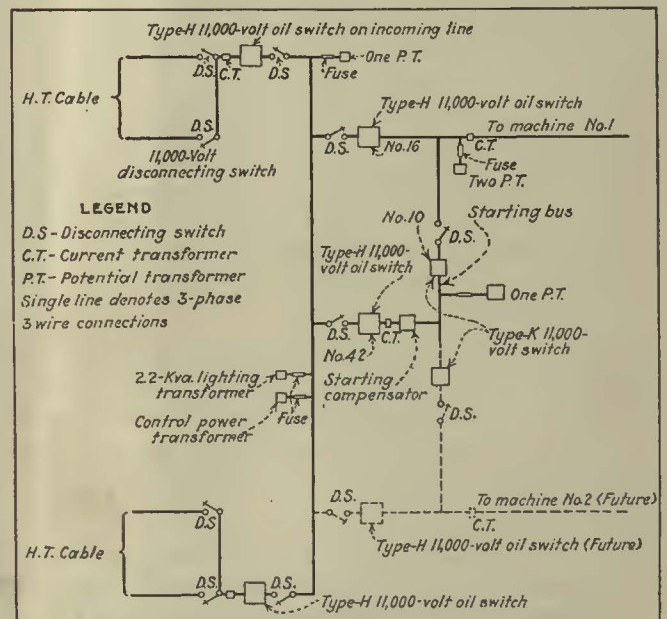 Type-H 11,000-volt oil switch on incoming line
D.S.
C.T.
D.S
Fuse
One P.T.
H.T. Cable
D.S.
11,000-Volt
disconnecting switch
Type-H 11,000-volt oil switch
D.S.
No.16
To machine No.1
C.T.
Fuse
Two P.T.
LEGEND
D.S - Disconnecting switch
C.T. - Current transformer
P.T. - Potential transformer
Single line denotes 3-phase
3 wire connections
No.10
Starting bus
D.S.
Type-H 11,000-
volt oil switch
One P.T.
D.S.
No.42
C.T.
Starting
compensator
Type-K 11,000-
volt switch
2.2-Kva. lighting
transformer
Control power
transformer
Fuse
D.S.
D.S.
To machine No.2 (Future)
C.T.
Type-H 11,000-volt oil switch (Future)
H.T. Cable
D.S
D.S.
D.S.
Type-H 11,000-volt oil switch